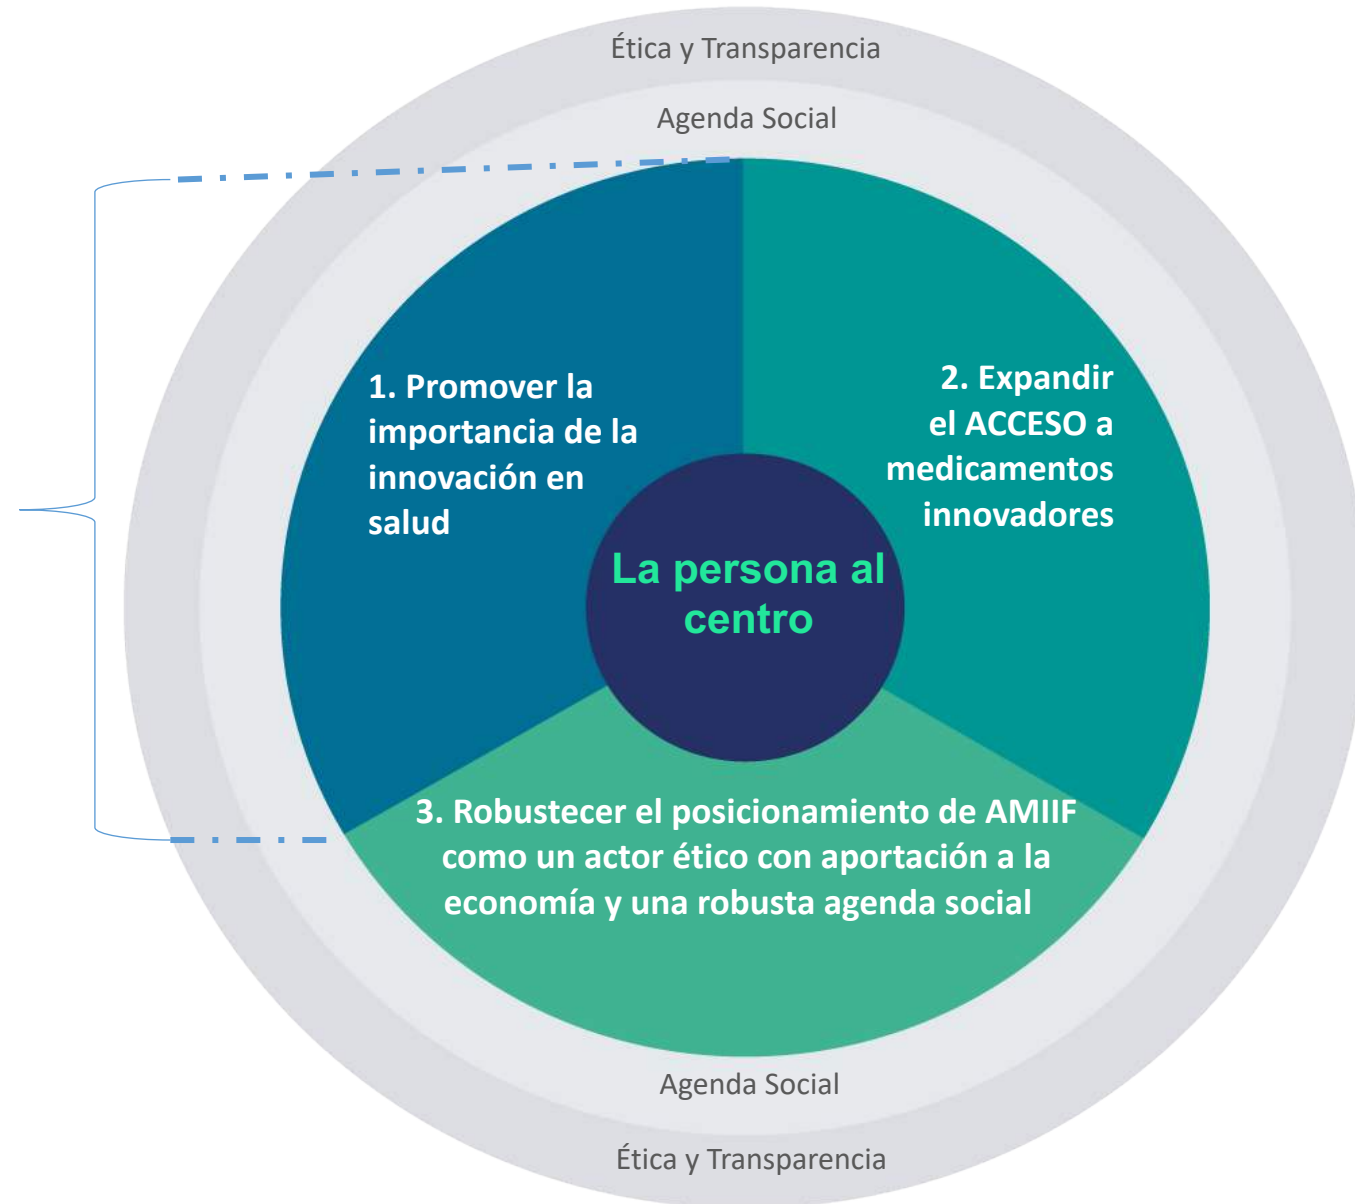 Ética y Transparencia
Agenda Social
1. Promover la
importancia de la
innovación en
salud
2. Expandir
el ACCESO a
medicamentos
innovadores
La persona al
centro
3. Robustecer el posicionamiento de AMIIF
como un actor ético con aportación a la
economía y una robusta agenda social
Agenda Social
Ética y Transparencia